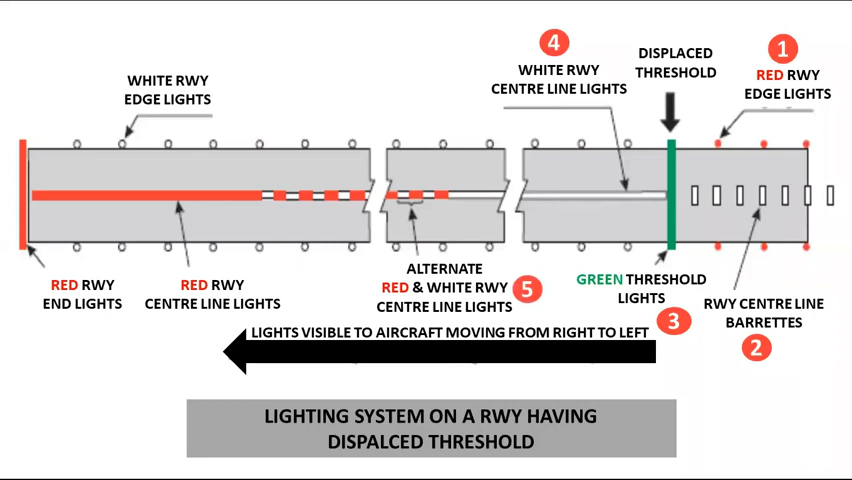 4
WHITE RWY
CENTRE LINE LIGHTS
DISPLACED
THRESHOLD
1
RED RWY
EDGE LIGHTS
WHITE RWY
EDGE LIGHTS
RED RWY
END LIGHTS
RED RWY
CENTRE LINE LIGHTS
ALTERNATE
RED & WHITE RWY
CENTRE LINE LIGHTS
5
GREEN THRESHOLD
LIGHTS
3
RWY CENTRE LINE
BARRETTES
2
LIGHTS VISIBLE TO AIRCRAFT MOVING FROM RIGHT TO LEFT
LIGHTING SYSTEM ON A RWY HAVING
DISPALCED THRESHOLD